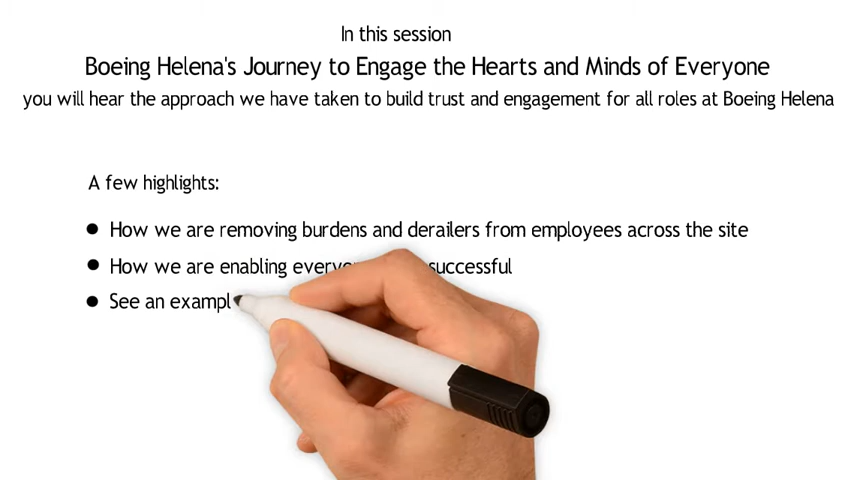 In this session
Boeing Helena's Journey to Engage the Hearts and Minds of Everyone
you will hear the approach we have taken to build trust and engagement for all roles at Boeing Helena
A few highlights:
● How we are removing burdens and derailers from employees across the site
● How we are enabling successful
● See an exampl